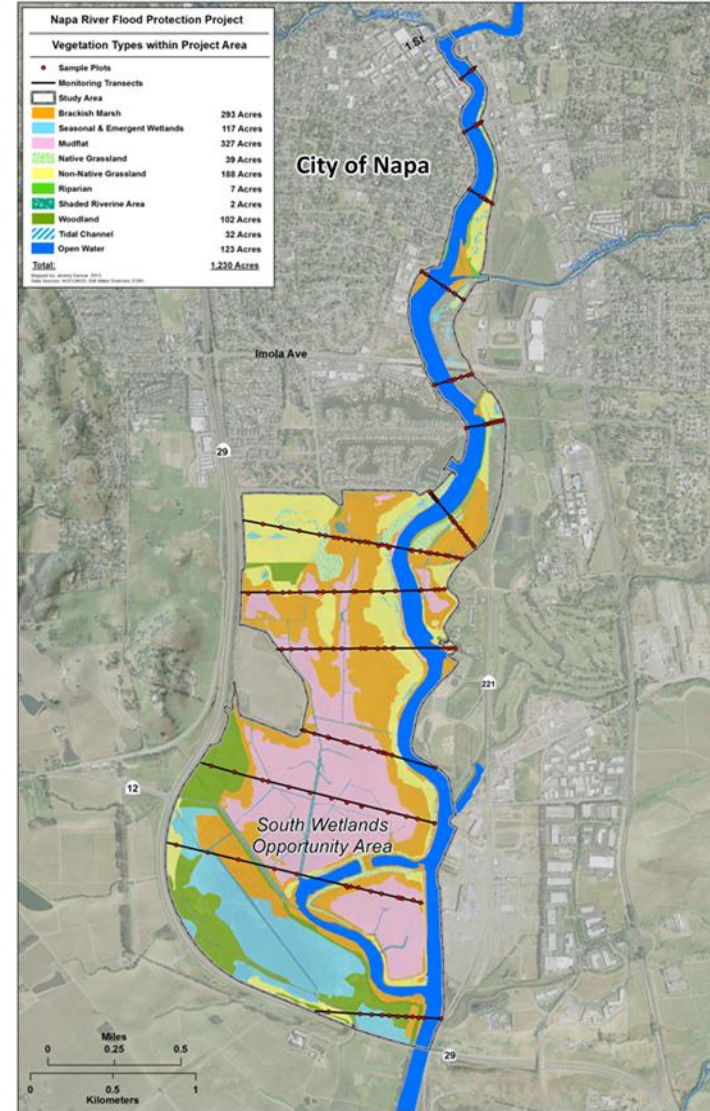 Napa River Flood Protection Project
Vegetation Types within Project Area
Sample Plots
Monitoring Transects
Study Area
Brackish Marsh 293 Acres
Seasonal & Emergent Wetlands 117 Acres
Mudflat 327 Acres
Native Grassland 39 Acres
Non-Native Grassland 188 Acres
Riparian 7 Acres
Shaded Riverine Area 2 Acres
Woodland 102 Acres
Tidal Channel 32 Acres
Open Water 123 Acres
Total: 1,230 Acres
1 St
City of Napa
Imola Ave
29
221
12
South Wetlands
Opportunity Area
29
Miles
0 0.25 0.5
0 0.5 1
Kilometers